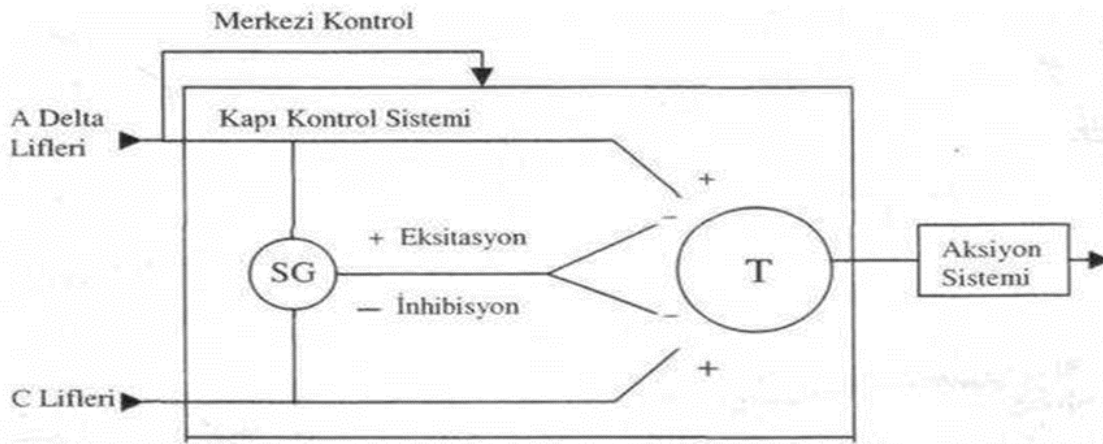 Merkezi Kontrol
A Delta
Lifleri
Kapı Kontrol Sistemi
+
−
+ Eksitasyon
SG
T
Aksiyon
Sistemi
— İnhibisyon
−
+
C Lifleri